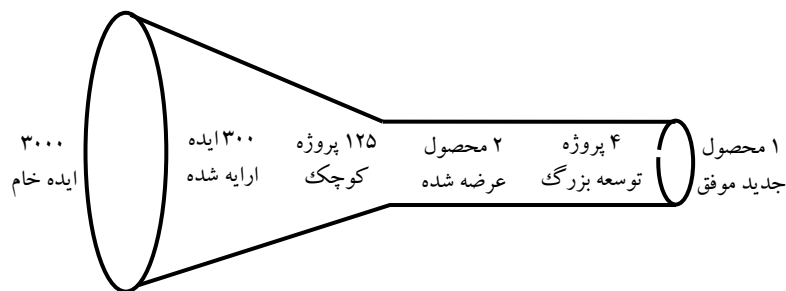 ۳۰۰۰
ایده خام
۳۰۰ ایده
ارایه شده
۱۲۵ پروژه
کوچک
۲ محصول
عرضه شده
۴ پروژه
توسعه بزرگ
۱ محصول
جدید موفق